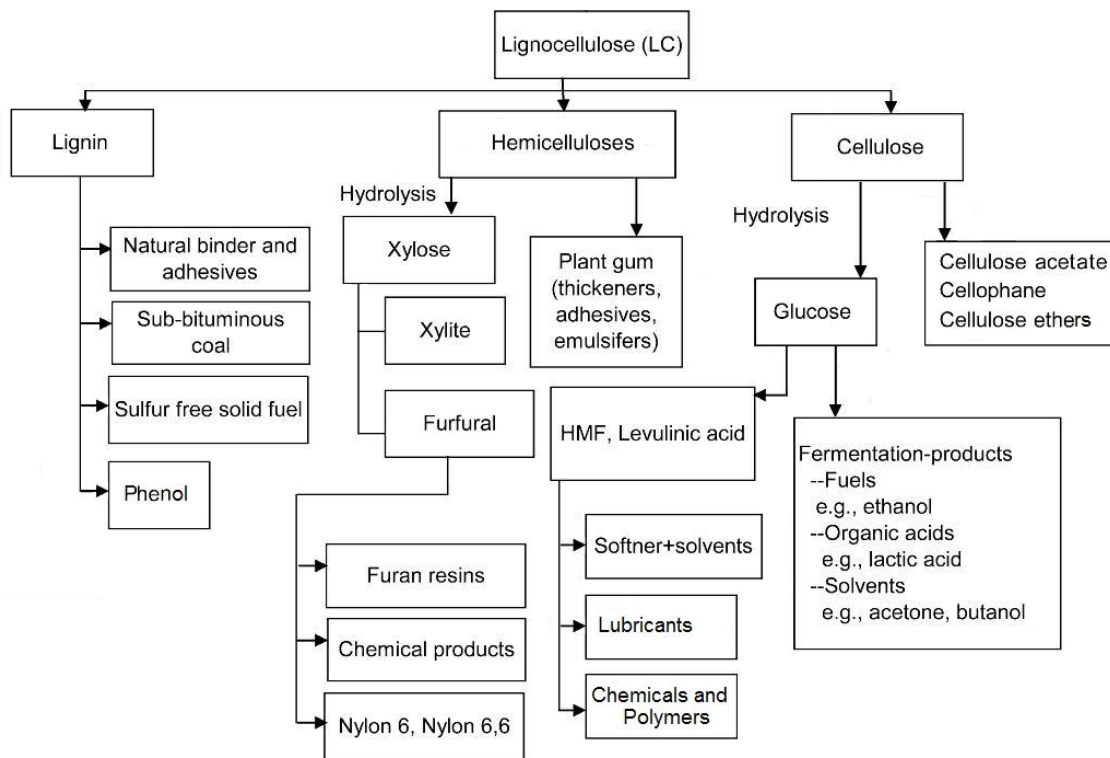 Lignocellulose (LC)
Lignin
Hemicelluloses
Cellulose
Hydrolysis
Hydrolysis
Natural binder and
adhesives
Sub-bituminous
coal
Sulfur free solid fuel
Phenol
Xylose
Xylite
Furfural
Plant gum
(thickeners,
adhesives,
emulsifers)
Glucose
Cellulose acetate
Cellophane
Cellulose ethers
HMF, Levulinic acid
Fermentation-products
--Fuels
e.g., ethanol
--Organic acids
e.g., lactic acid
--Solvents
e.g., acetone, butanol
Furan resins
Chemical products
Nylon 6, Nylon 6,6
Softner+solvents
Lubricants
Chemicals and
Polymers